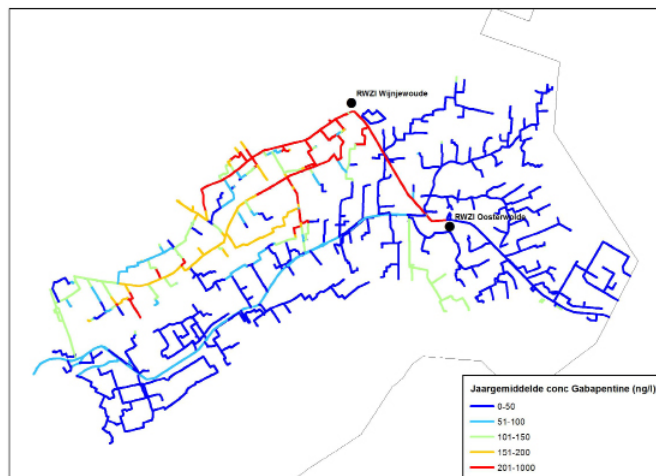 RWZI Wijnjewoude
RWZI Oosterwolde
Jaargemiddelde conc Gabapentine (ng/l)
0-50
51-100
101-150
151-200
201-1000